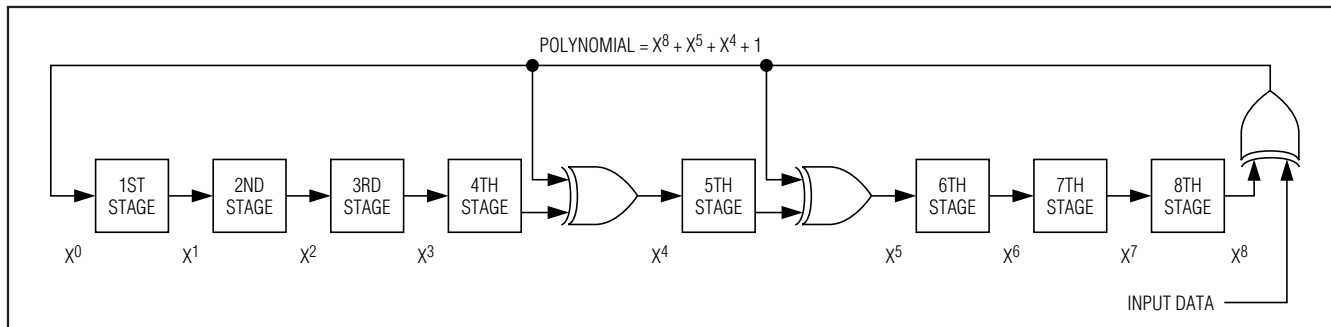 POLYNOMIAL = X⁸ + X⁵ + X⁴ + 1
1ST
STAGE
2ND
STAGE
3RD
STAGE
4TH
STAGE
5TH
STAGE
6TH
STAGE
7TH
STAGE
8TH
STAGE
X⁰
X¹
X²
X³
X⁴
X⁵
X⁶
X⁷
X⁸
INPUT DATA